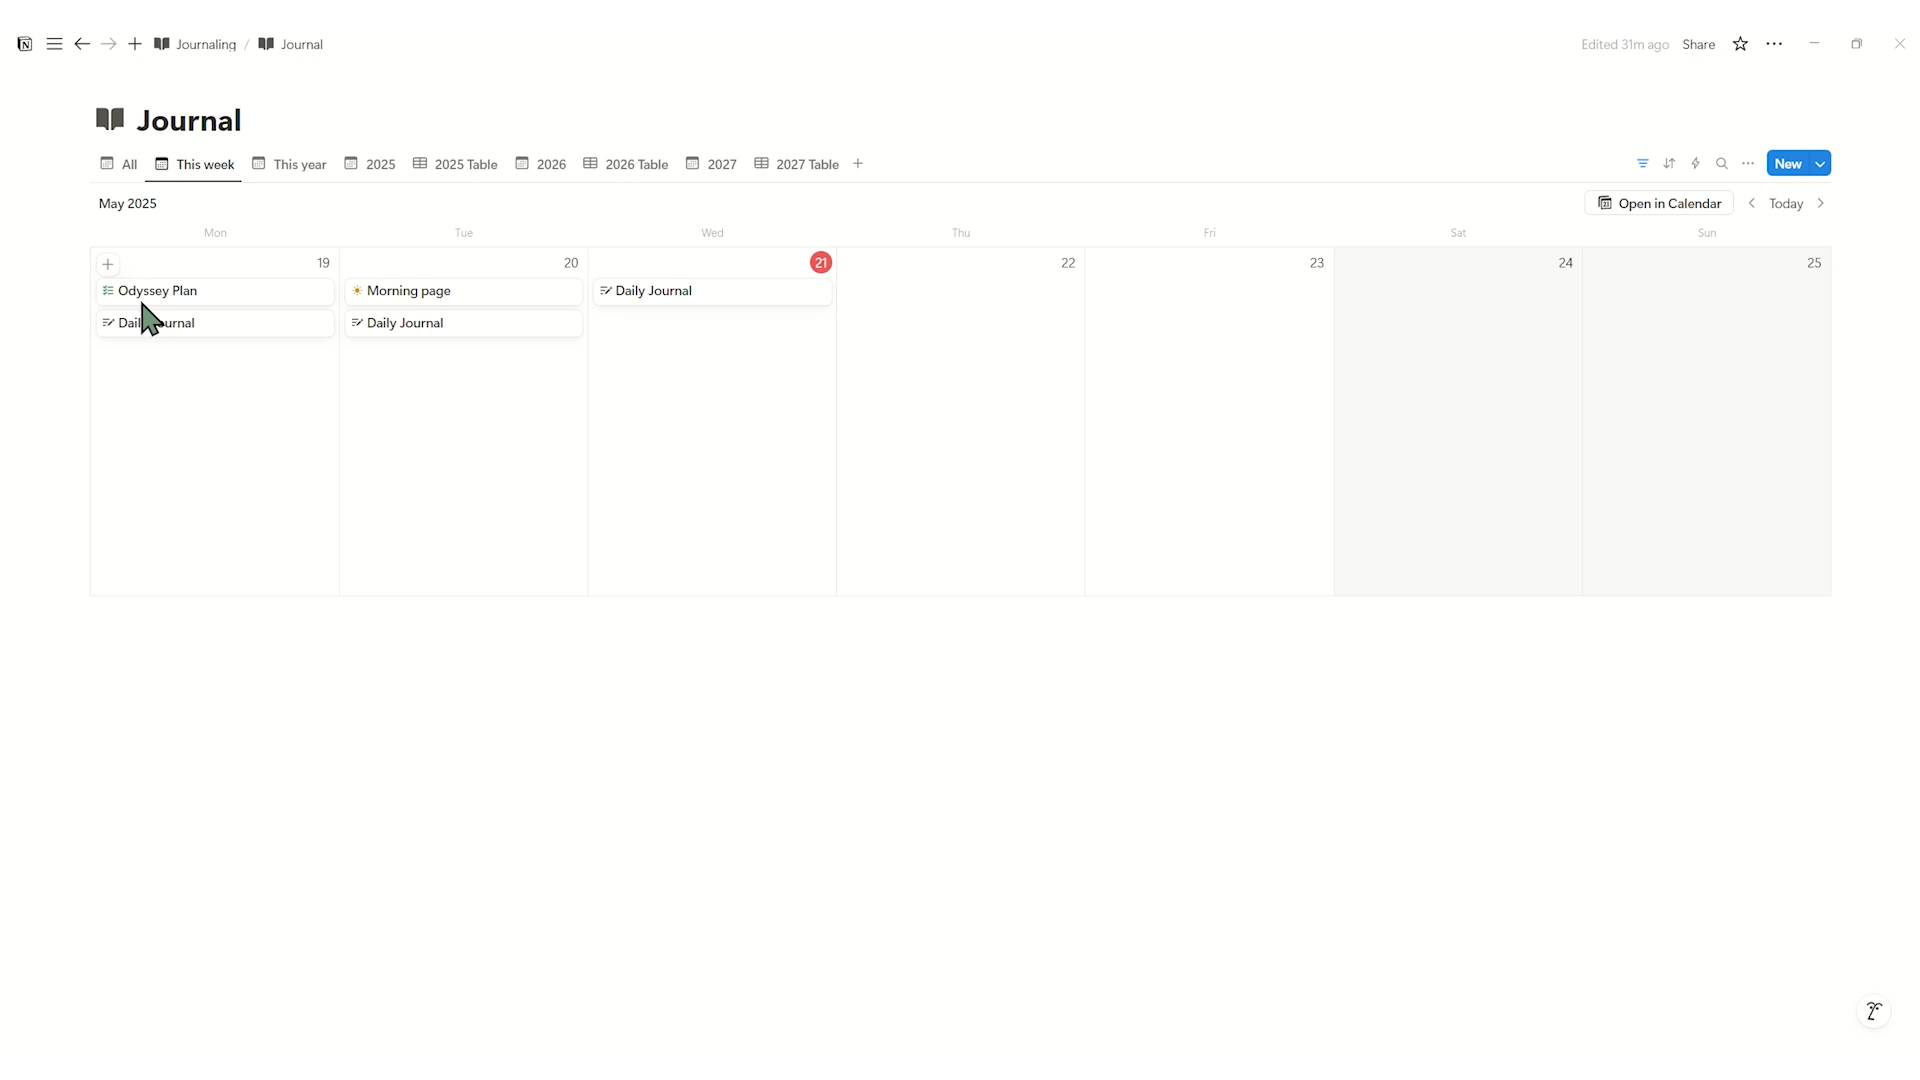 Journaling / Journal
Edited 31m ago Share
Journal
All This week This year 2025 2025 Table 2026 2026 Table 2027 2027 Table
New
May 2025
Open in Calendar Today
Mon Tue Wed Thu Fri Sat Sun
19 20 21 22 23 24 25
Odyssey Plan Morning page Daily Journal
Journal Daily Journal